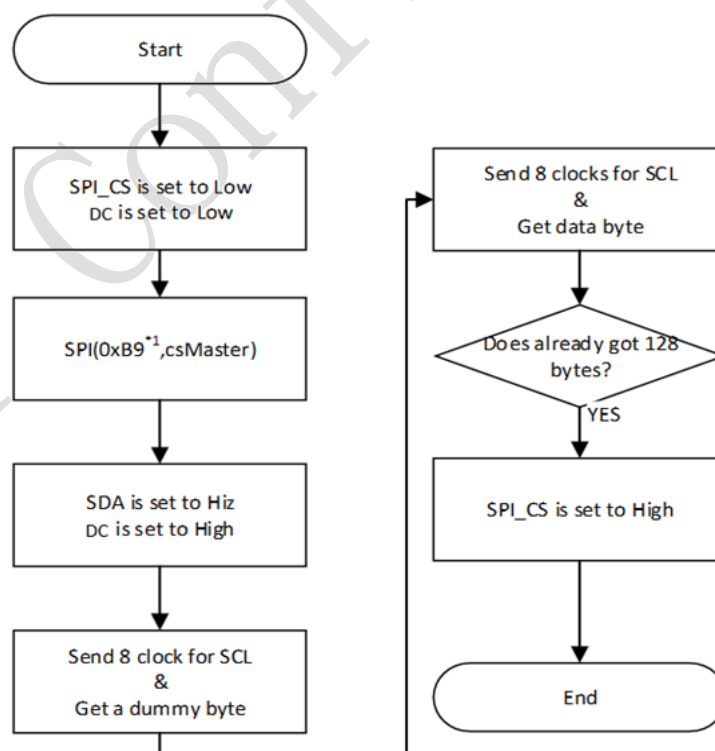 Start
SPI_CS is set to Low
DC is set to Low
SPI(0xB9*1,csMaster)
SDA is set to Hiz
DC is set to High
Send 8 clock for SCL
&
Get a dummy byte
Send 8 clocks for SCL
&
Get data byte
Does already got 128
bytes?
YES
SPI_CS is set to High
End